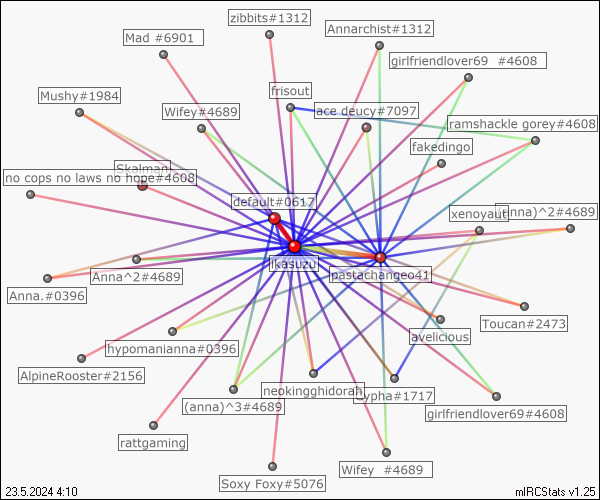 zibbits#1312
Annarchist#1312
Mad #6901
girlfriendlover69 #4608
Mushy#1984
frisout
Wifey#4689
ace deucy#7097
ramshackle gorey#4608
fakedingo
Skalman
no cops no laws no hope#4608
default#0617
xenoyaut
(inna)^2#4689
ikasuzu
pastachange041
Anna^2#4689
Anna.#0396
Toucan#2473
avelicious
hypomanianna#0396
AlpineRooster#2156
neokingghidorah
sypha#1717
(anna)^3#4689
girlfriendlover69#4608
rattgaming
Wifey #4689
Soxy Foxy#5076
23.5.2024 4:10
mIRCStats v1.25